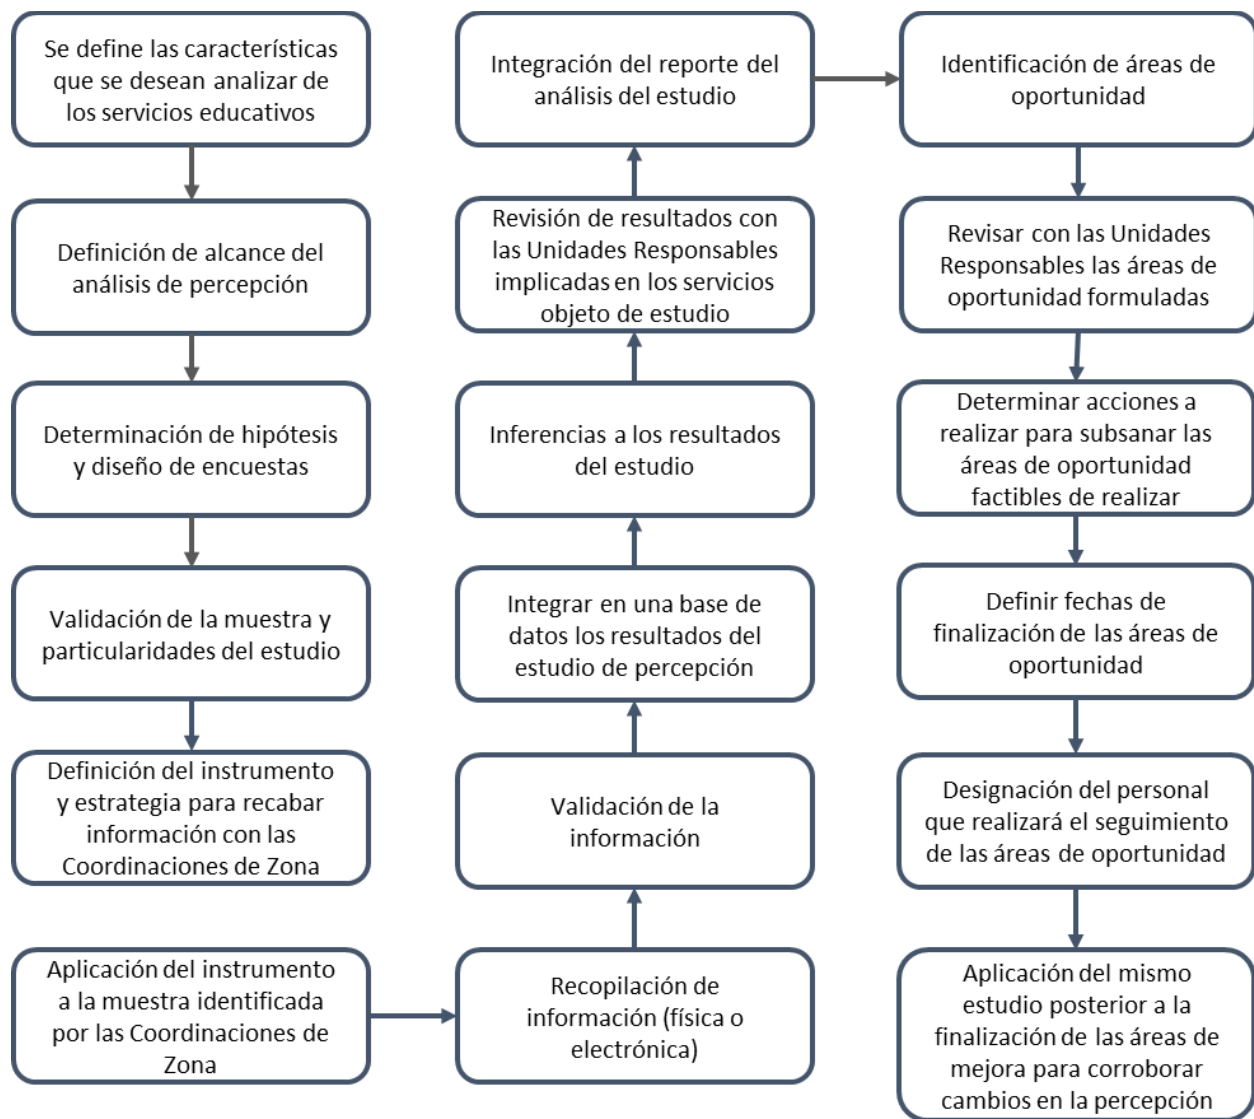 Se define las características
que se desean analizar de
los servicios educativos
Definición de alcance del
análisis de percepción
Determinación de hipótesis
y diseño de encuestas
Validación de la muestra y
particularidades del estudio
Definición del instrumento
y estrategia para recabar
información con las
Coordinaciones de Zona
Aplicación del instrumento
a la muestra identificada
por las Coordinaciones de
Zona
Recopilación de
información (física o
electrónica)
Validación de la
información
Integrar en una base de
datos los resultados del
estudio de percepción
Inferencias a los resultados
del estudio
Revisión de resultados con
las Unidades Responsables
implicadas en los servicios
objeto de estudio
Integración del reporte del
análisis del estudio
Identificación de áreas de
oportunidad
Revisar con las Unidades
Responsables las áreas de
oportunidad formuladas
Determinar acciones a
realizar para subsanar las
áreas de oportunidad
factibles de realizar
Definir fechas de
finalización de las áreas de
oportunidad
Designación del personal
que realizará el seguimiento
de las áreas de oportunidad
Aplicación del mismo
estudio posterior a la
finalización de las áreas de
mejora para corroborar
cambios en la percepción